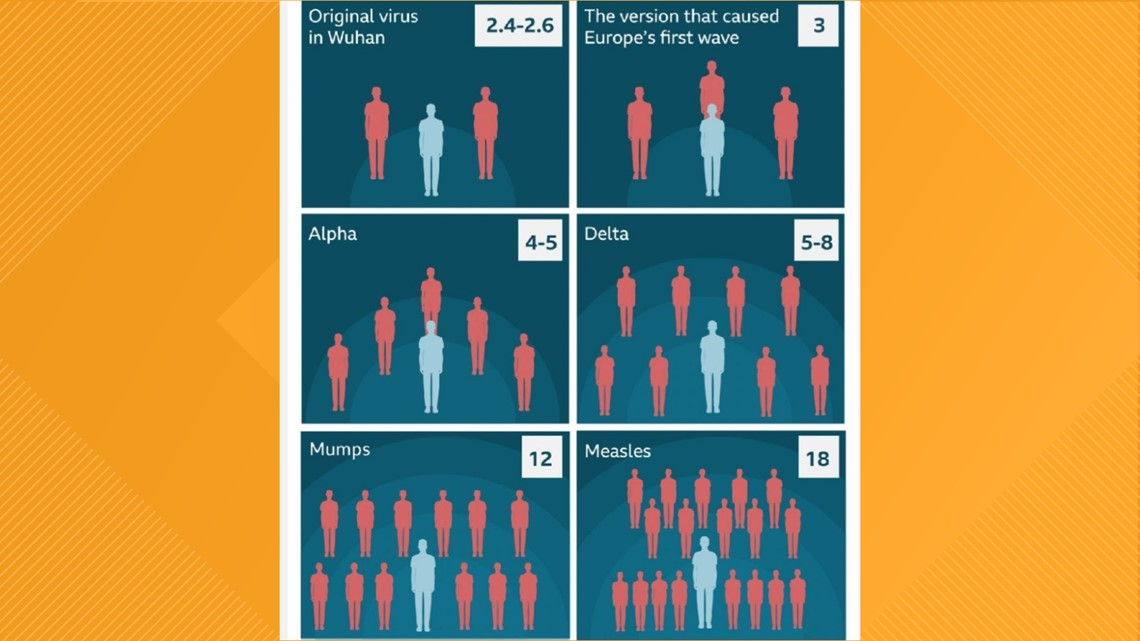 Original virus
in Wuhan
2.4-2.6
The version that caused
Europe's first wave
3
Alpha
4-5
Delta
5-8
Mumps
12
Measles
18